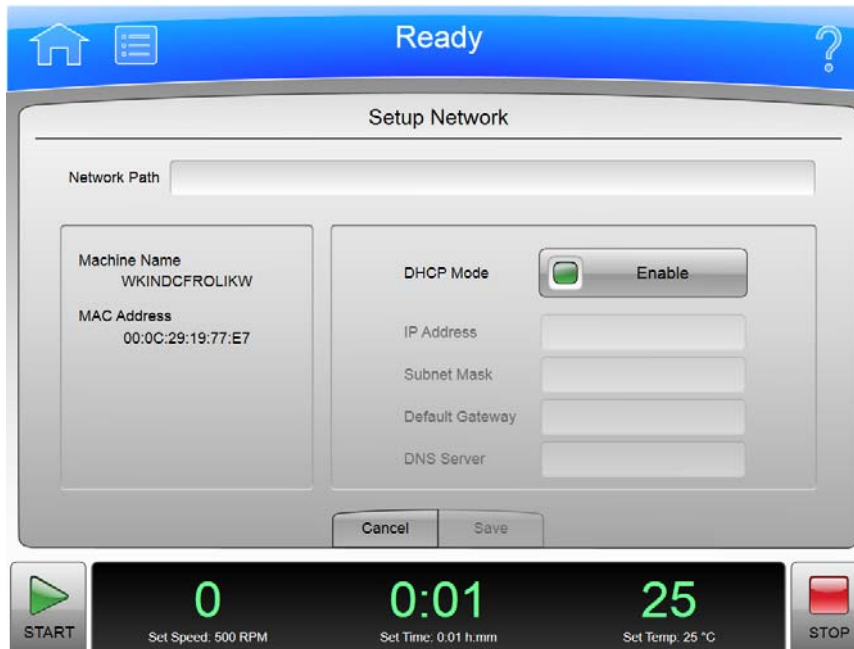 Ready
Setup Network
Network Path
Machine Name
WKINDCFROLIKW
MAC Address
00:0C:29:19:77:E7
DHCP Mode
Enable
IP Address
Subnet Mask
Default Gateway
DNS Server
Cancel
Save
START
0
Set Speed: 500 RPM
0:01
Set Time: 0:01 h:mm
25
Set Temp: 25 °C
STOP